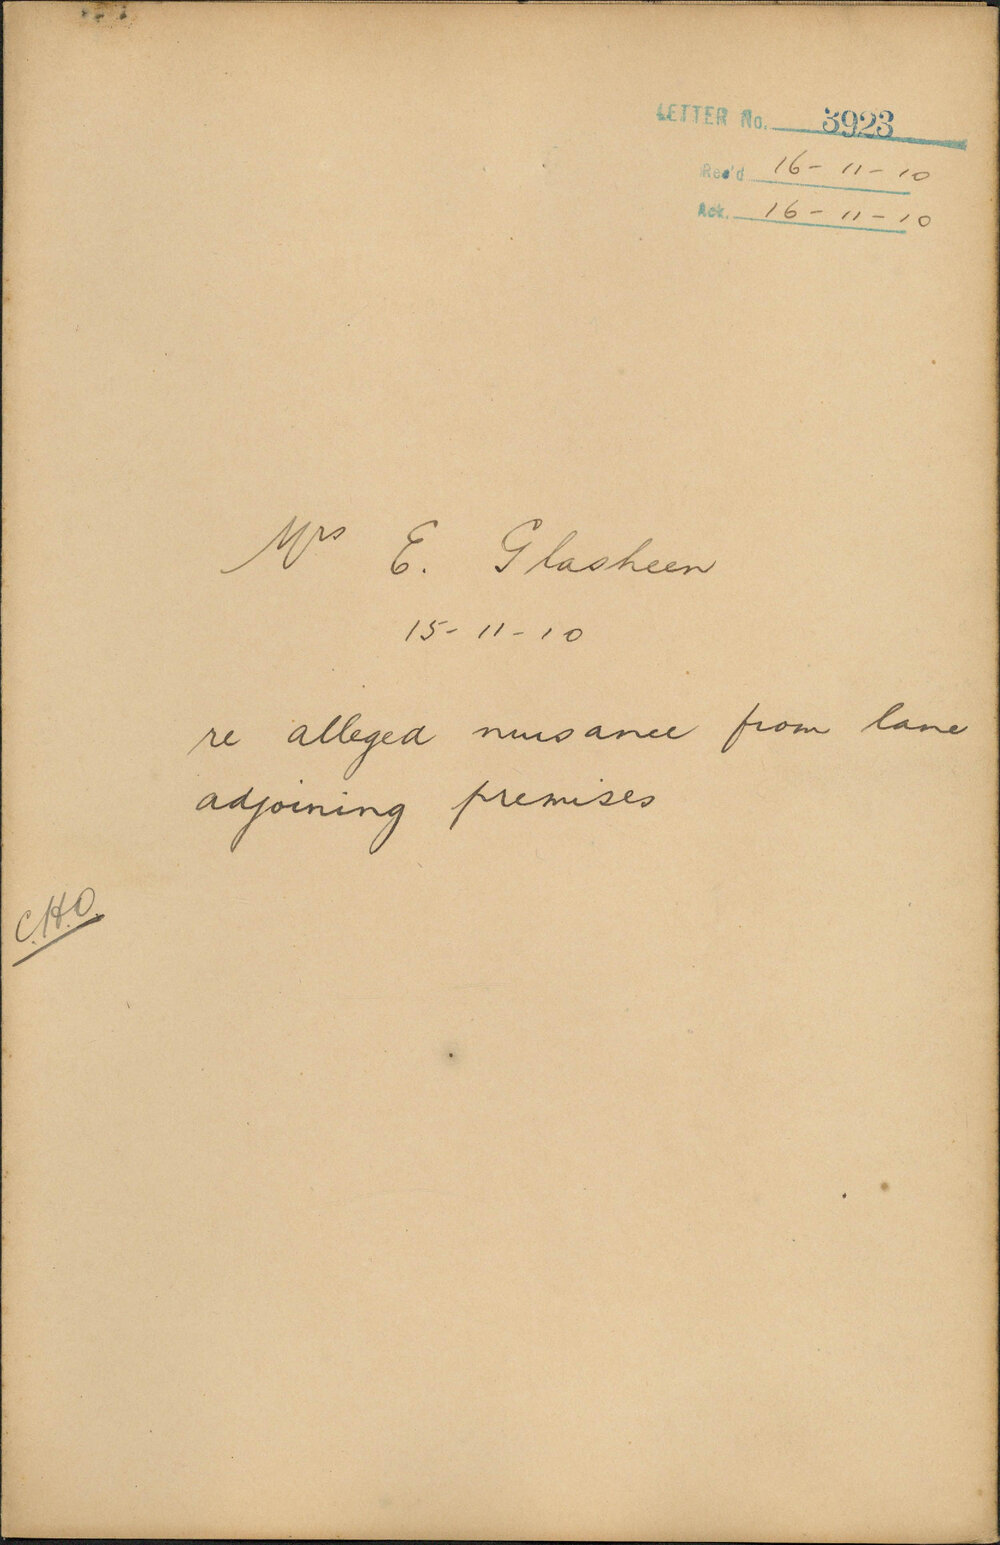 LETTER No. 3923
Rec'd 16-11-10
Ack. 16-11-10
Mrs E. Glasheen
15-11-10
re alleged nuisance from lane
adjoining premises
C.H.O.